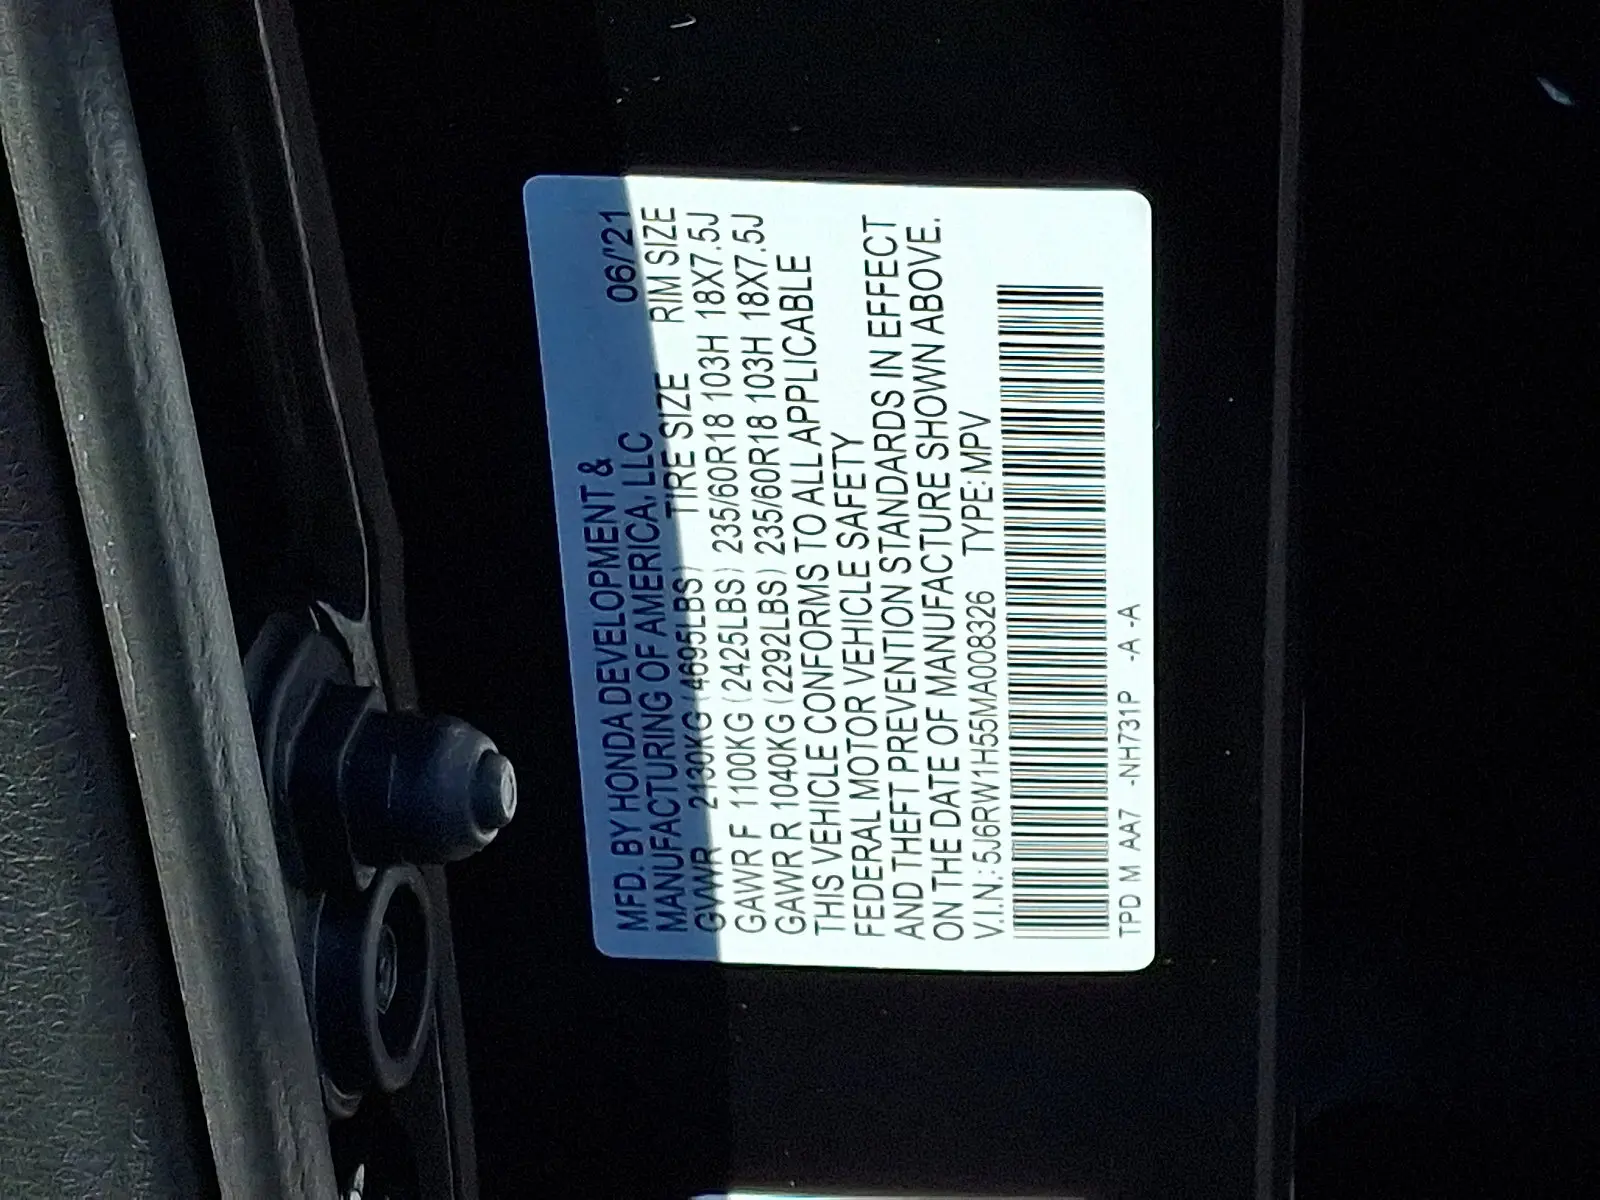 MFD. BY HONDA DEVELOPMENT &
MANUFACTURING OF AMERICA, LLC 06/'21
GVWR 2130KG (4695LBS) TIRE SIZE RIM SIZE
GAWR F 1100KG (2425LBS) 235/60R18 103H 18X7.5J
GAWR R 1040KG (2292LBS) 235/60R18 103H 18X7.5J
THIS VEHICLE CONFORMS TO ALL APPLICABLE
FEDERAL MOTOR VEHICLE SAFETY
AND THEFT PREVENTION STANDARDS IN EFFECT
ON THE DATE OF MANUFACTURE SHOWN ABOVE.
V.I.N.: 5J6RW1H55MA008326 TYPE: MPV
TPD M AA7 -NH731P -A -A